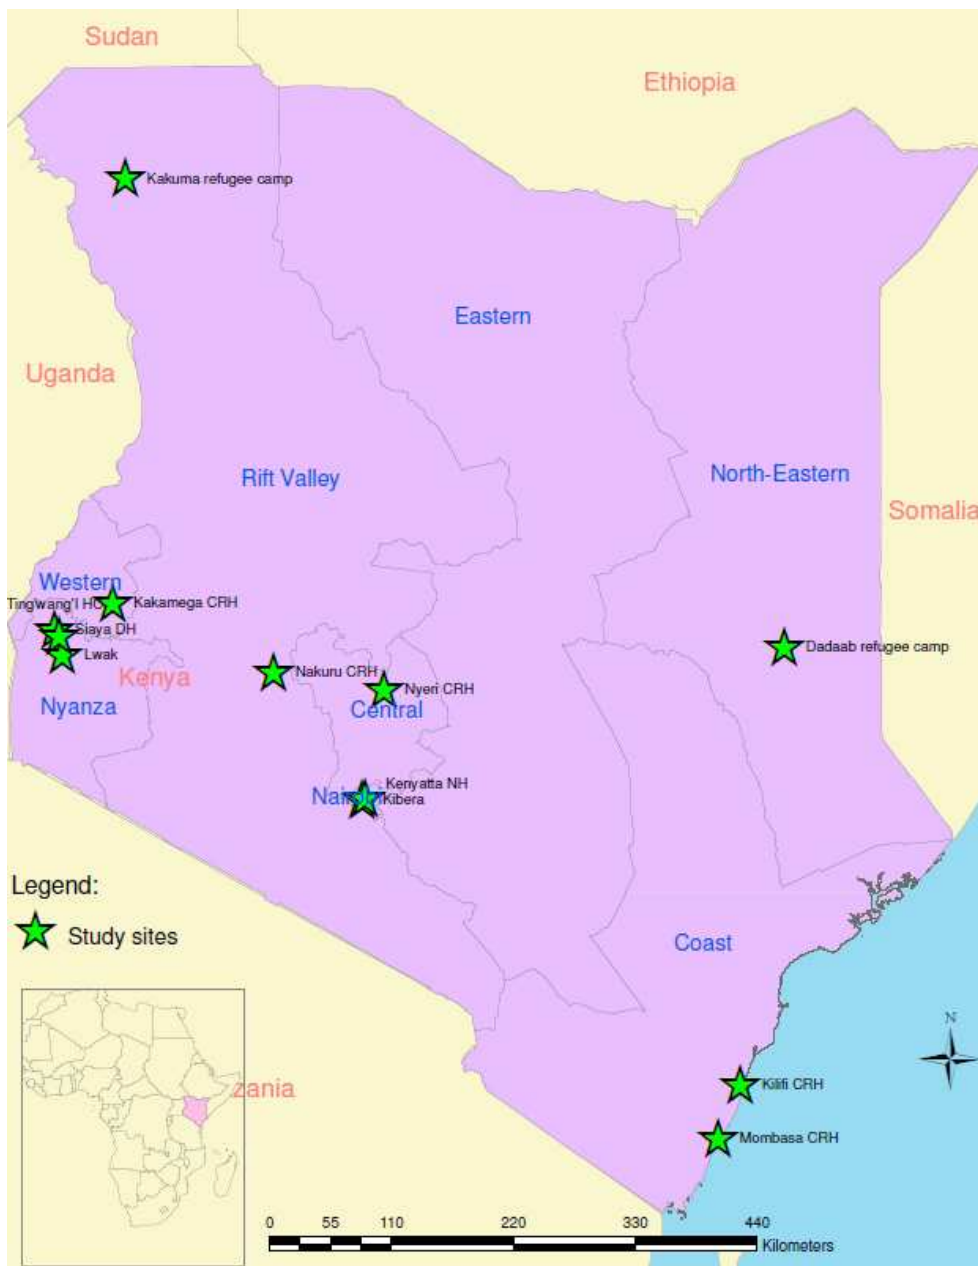 Sudan
Ethiopia
Kakuma refugee camp
Eastern
Uganda
Rift Valley
North-Eastern
Somalia
Western
Ting'wang'I HC
Kakamega CRH
Siaya DH
Lwak
Kenya
Nakuru CRH
Dadaab refugee camp
Nyanza
Nyeri CRH
Central
Kenyatta NH
Nairobi
Kibera
Legend:
Study sites
Coast
N
zania
Kilifi CRH
Mombasa CRH
0 55 110 220 330 440
Kilometers